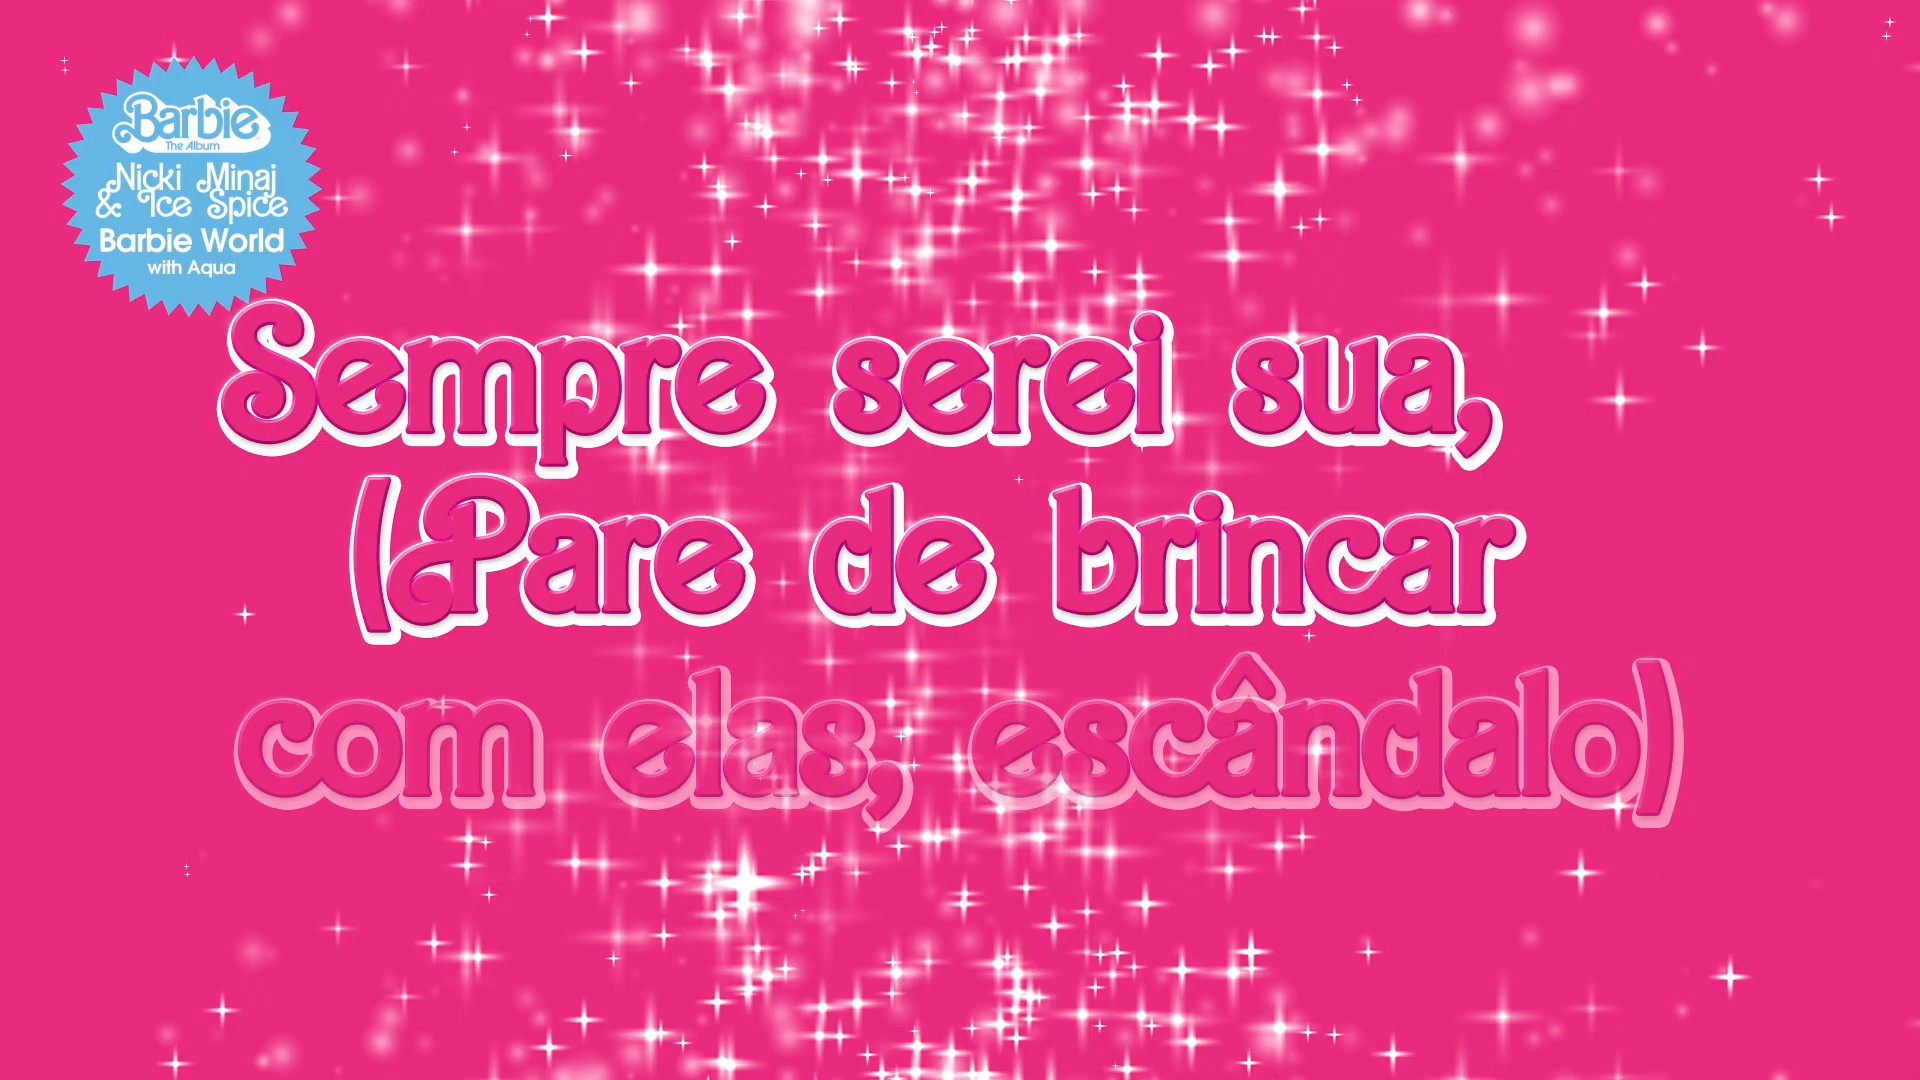 Barbie
The Album
Nicki Minaj
& Ice Spice
Barbie World
with Aqua
Sempre serei sua,
(Pare de brincar
com elas, escândalo)